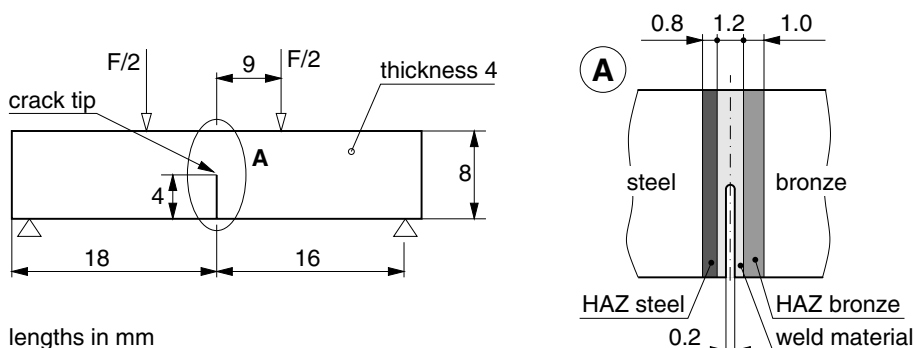 0.8 1.2 1.0
F/2 9 F/2
thickness 4
A
crack tip
A
8
steel bronze
4
18 16
HAZ steel HAZ bronze
lengths in mm
0.2 weld material